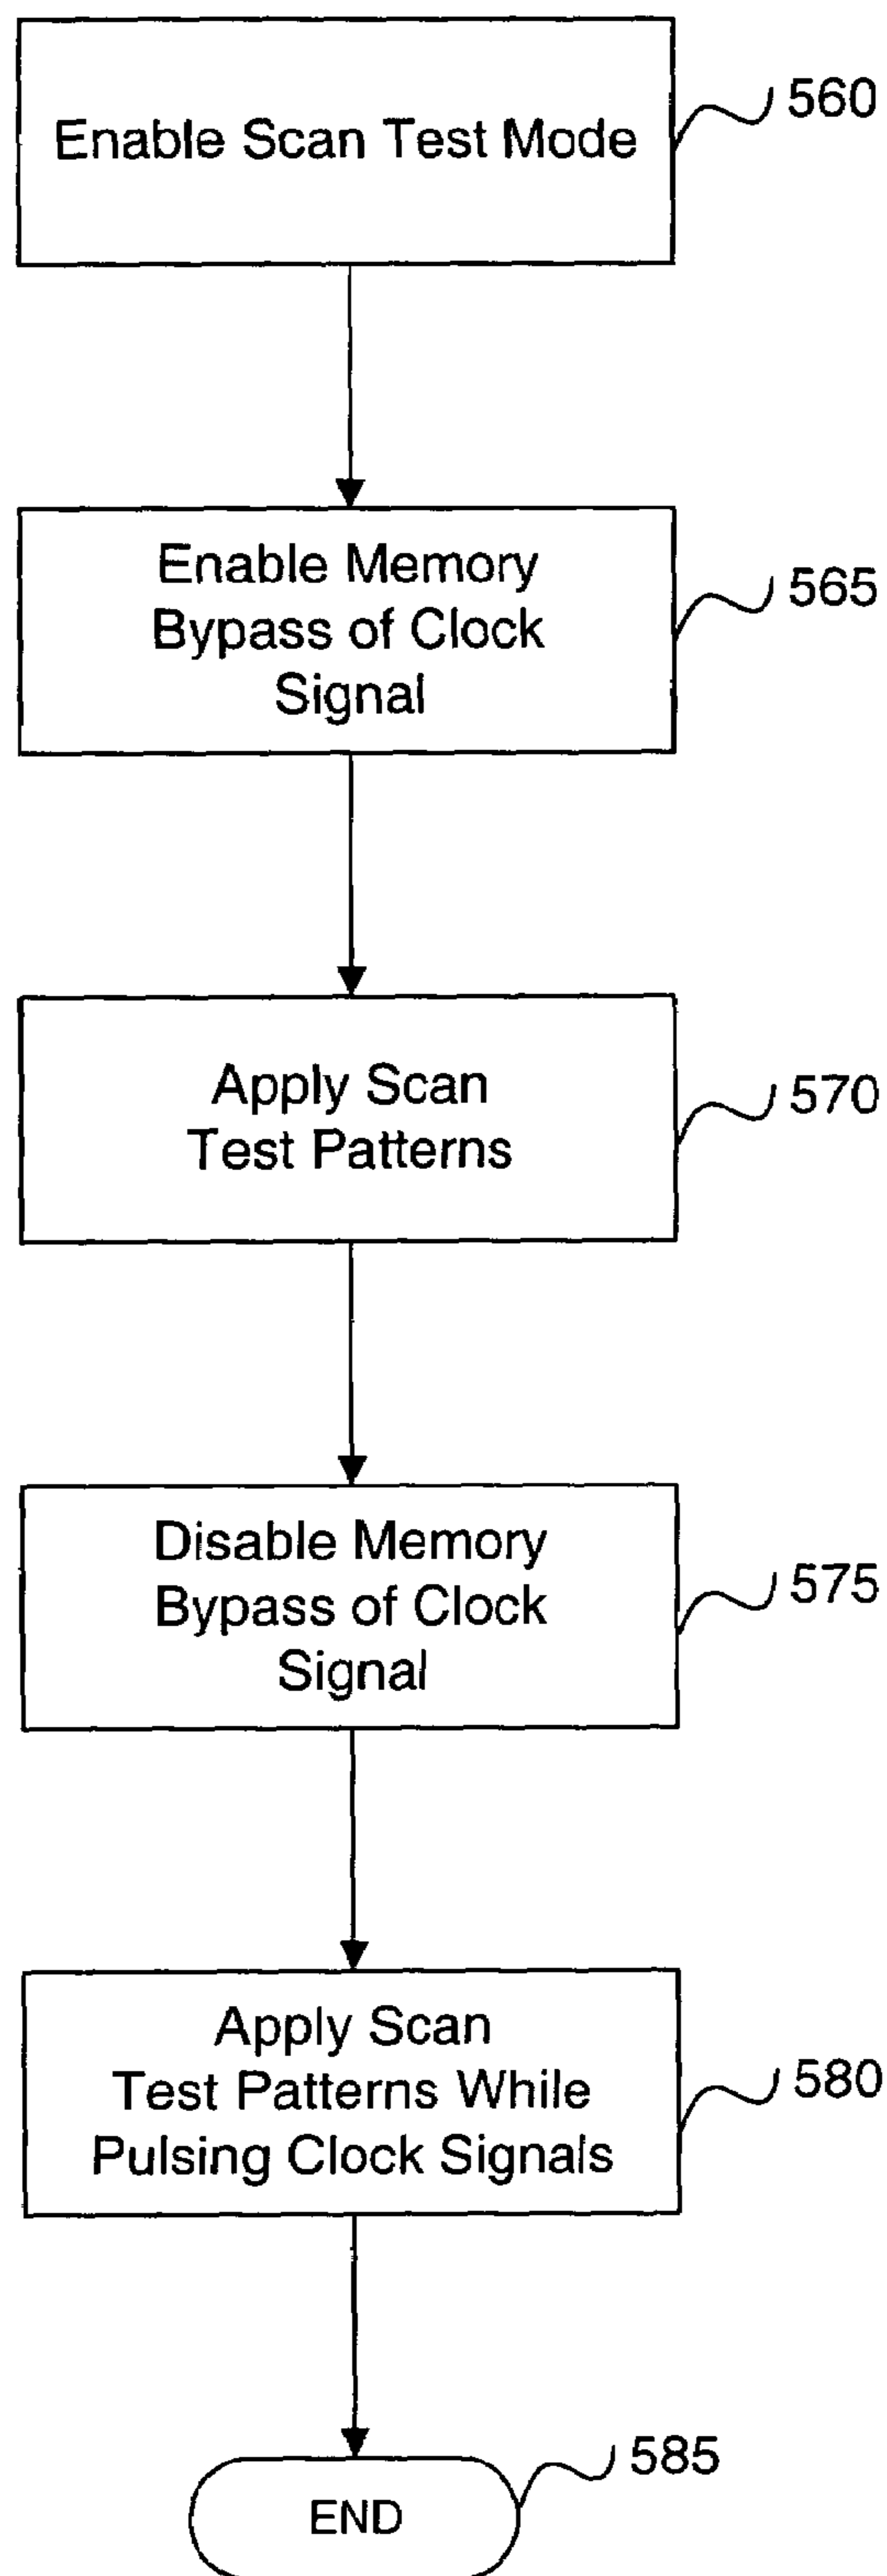 Enable Scan Test Mode
560
Enable Memory
Bypass of Clock
Signal
565
Apply Scan
Test Patterns
570
Disable Memory
Bypass of Clock
Signal
575
Apply Scan
Test Patterns While
Pulsing Clock Signals
580
END
585